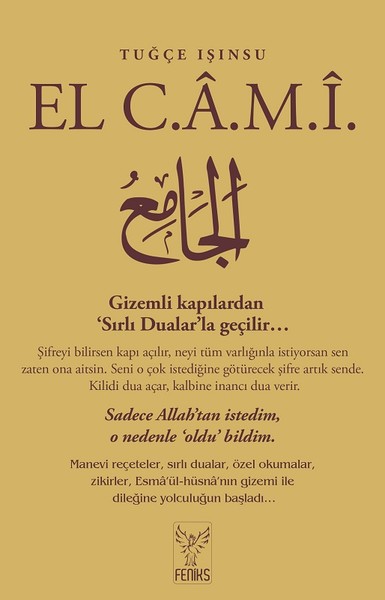 TUĞÇE IŞINSU
EL C.Â.M.Î.
الجَامِعُ
Gizemli kapılardan
‘Sırlı Dualar’la geçilir…
Şifreyi bilirsen kapı açılır, neyi tüm varlığınla istiyorsan sen
zaten ona aitsin. Seni o çok istediğine götürecek şifre artık sende.
Kilidi dua açar, kalbine inancı dua verir.
Sadece Allah’tan istedim,
o nedenle ‘oldu’ bildim.
Manevi reçeteler, sırlı dualar, özel okumalar,
zikirler, Esmâ’ül-hüsnâ’nın gizemi ile
dileğine yolculuğun başladı…
FENİKS